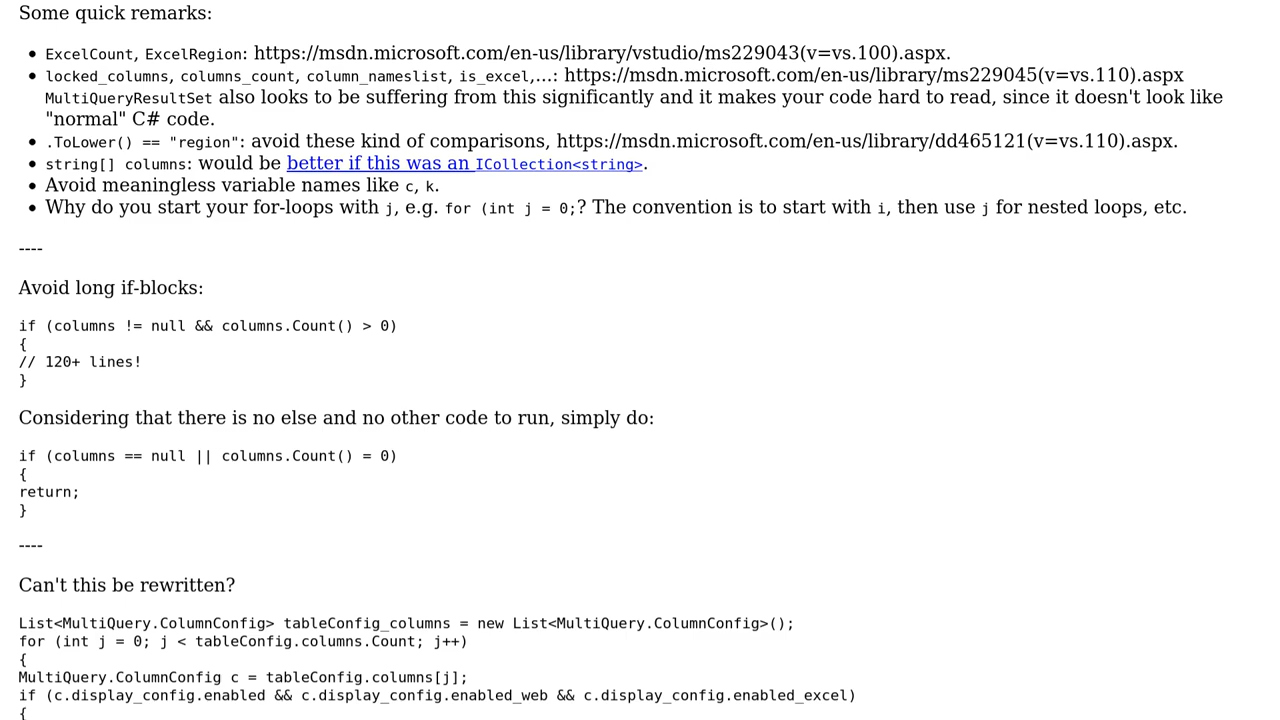 Some quick remarks:
• ExcelCount, ExcelRegion: https://msdn.microsoft.com/en-us/library/vstudio/ms229043(v=vs.100).aspx.
• locked_columns, columns_count, column_nameslist, is_excel,...: https://msdn.microsoft.com/en-us/library/ms229045(v=vs.110).aspx
MultiQueryResultSet also looks to be suffering from this significantly and it makes your code hard to read, since it doesn't look like
"normal" C# code.
• .ToLower() == "region": avoid these kind of comparisons, https://msdn.microsoft.com/en-us/library/dd465121(v=vs.110).aspx.
• string[] columns: would be better if this was an ICollection<string>.
• Avoid meaningless variable names like c, k.
• Why do you start your for-loops with j, e.g. for (int j = 0;? The convention is to start with i, then use j for nested loops, etc.
----
Avoid long if-blocks:
if (columns != null && columns.Count() > 0)
{
// 120+ lines!
}
Considering that there is no else and no other code to run, simply do:
if (columns == null || columns.Count() = 0)
{
return;
}
----
Can't this be rewritten?
List<MultiQuery.ColumnConfig> tableConfig_columns = new List<MultiQuery.ColumnConfig>();
for (int j = 0; j < tableConfig.columns.Count; j++)
{
MultiQuery.ColumnConfig c = tableConfig.columns[j];
if (c.display_config.enabled && c.display_config.enabled_web && c.display_config.enabled_excel)
{